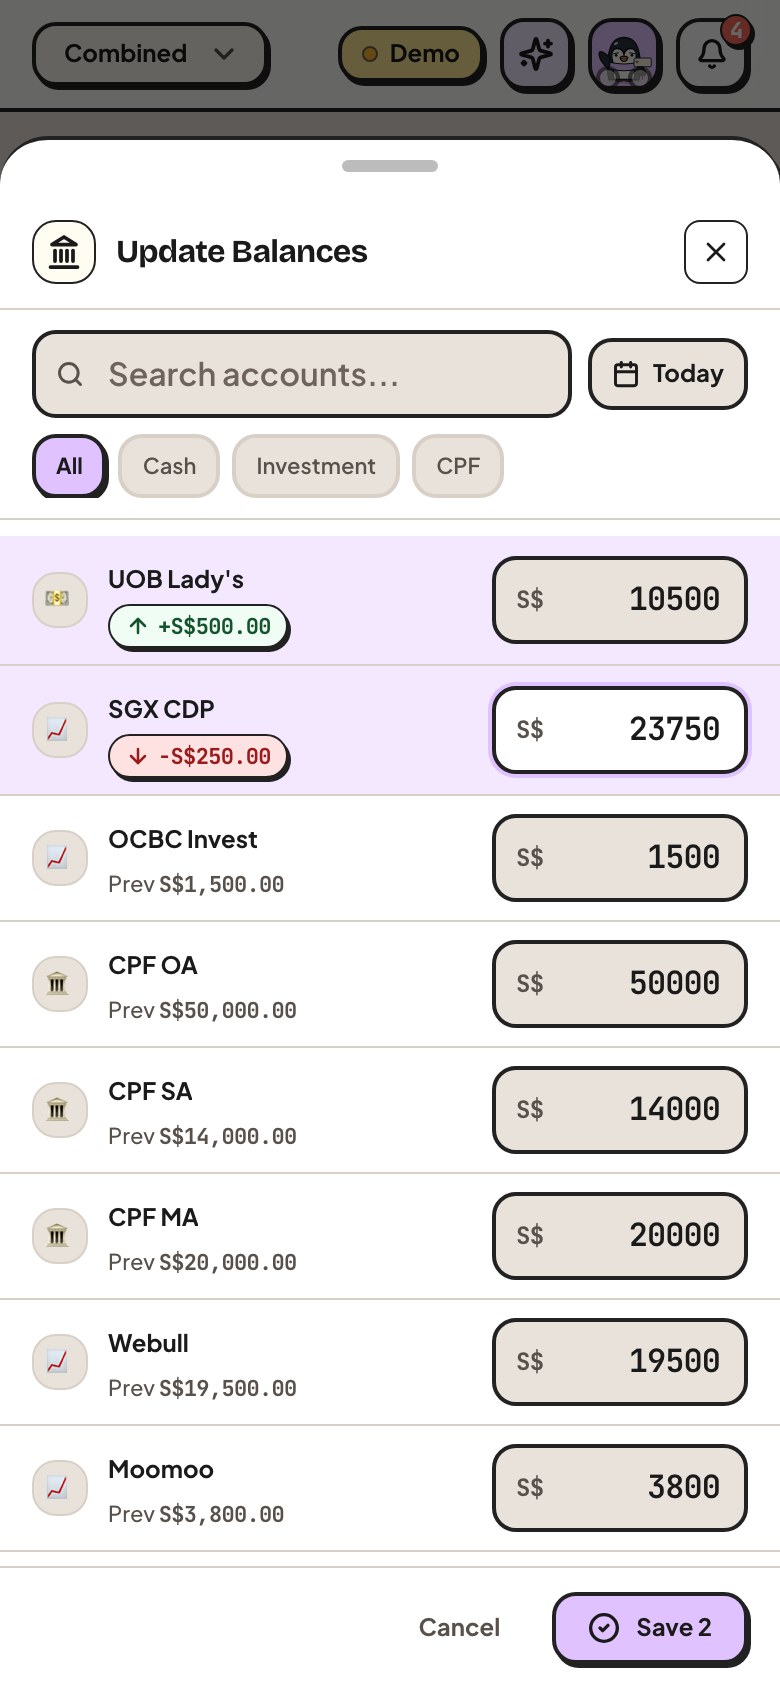 Combined
Demo
4
Update Balances
Search accounts...
Today
All
Cash
Investment
CPF
UOB Lady's
+S$500.00
S$ 10500
SGX CDP
-S$250.00
S$ 23750
OCBC Invest
Prev S$1,500.00
S$ 1500
CPF OA
Prev S$50,000.00
S$ 50000
CPF SA
Prev S$14,000.00
S$ 14000
CPF MA
Prev S$20,000.00
S$ 20000
Webull
Prev S$19,500.00
S$ 19500
Moomoo
Prev S$3,800.00
S$ 3800
Cancel
Save 2